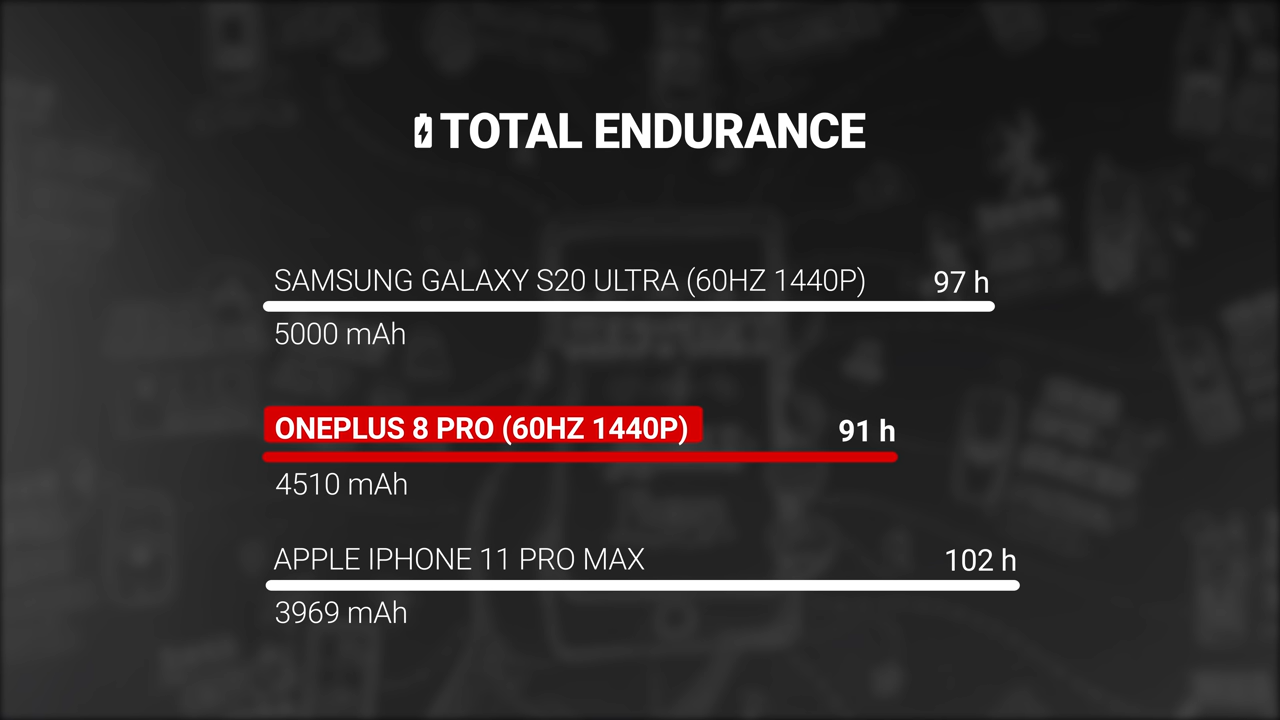 TOTAL ENDURANCE
SAMSUNG GALAXY S20 ULTRA (60HZ 1440P) 97 h
5000 mAh
ONEPLUS 8 PRO (60HZ 1440P) 91 h
4510 mAh
APPLE IPHONE 11 PRO MAX 102 h
3969 mAh